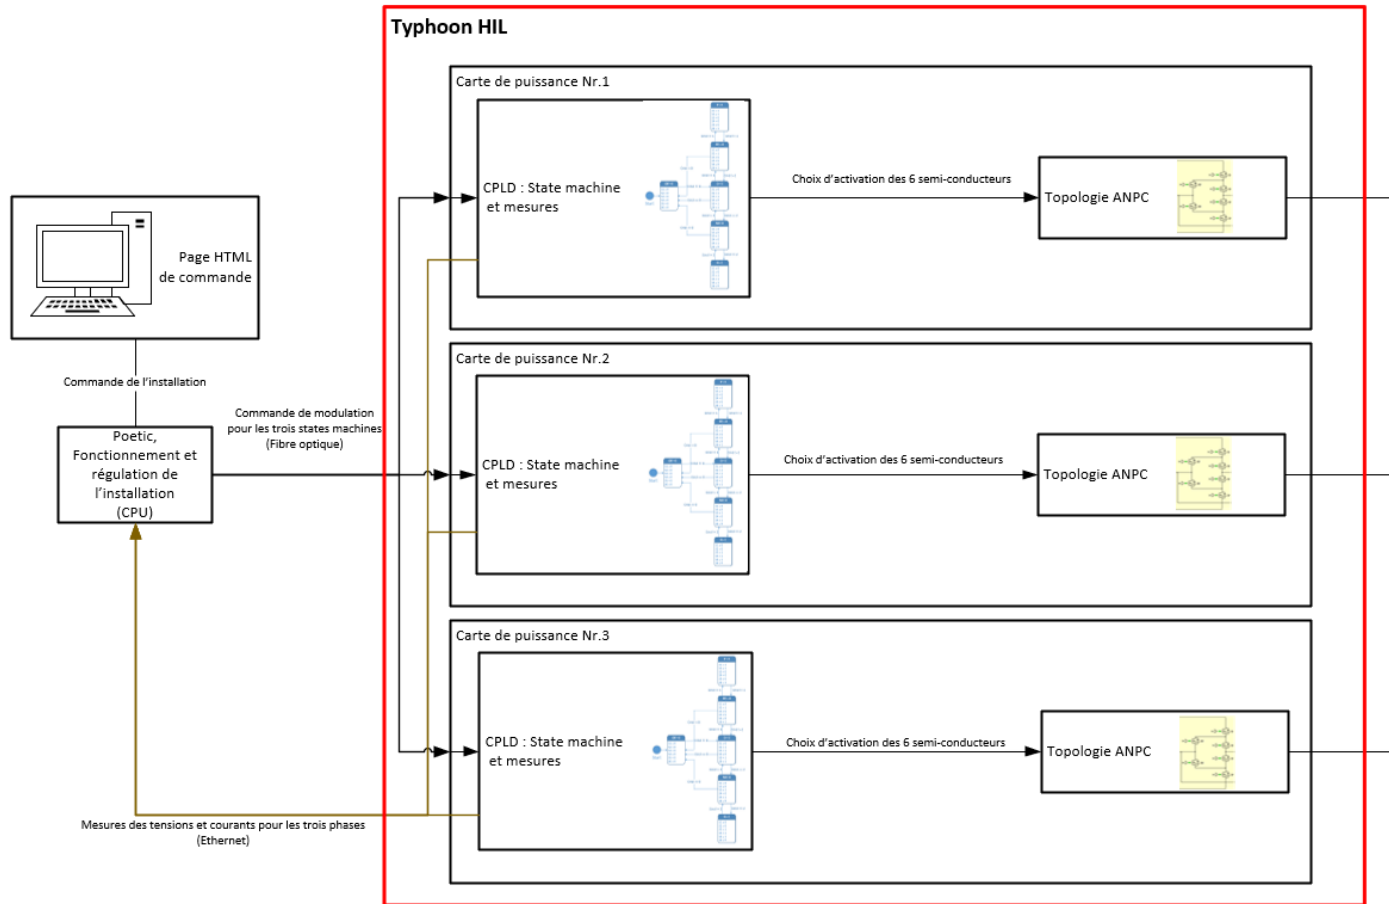 Typhoon HIL
Carte de puissance Nr.1
CPLD : State machine
et mesures
Choix d'activation des 6 semi-conducteurs
Topologie ANPC
Page HTML
de commande
Commande de l'installation
Poetic,
Fonctionnement et
régulation de
l'installation
(CPU)
Commande de modulation
pour les trois states machines
(Fibre optique)
Carte de puissance Nr.2
CPLD : State machine
et mesures
Choix d'activation des 6 semi-conducteurs
Topologie ANPC
Carte de puissance Nr.3
CPLD : State machine
et mesures
Choix d'activation des 6 semi-conducteurs
Topologie ANPC
Mesures des tensions et courants pour les trois phases
(Ethernet)